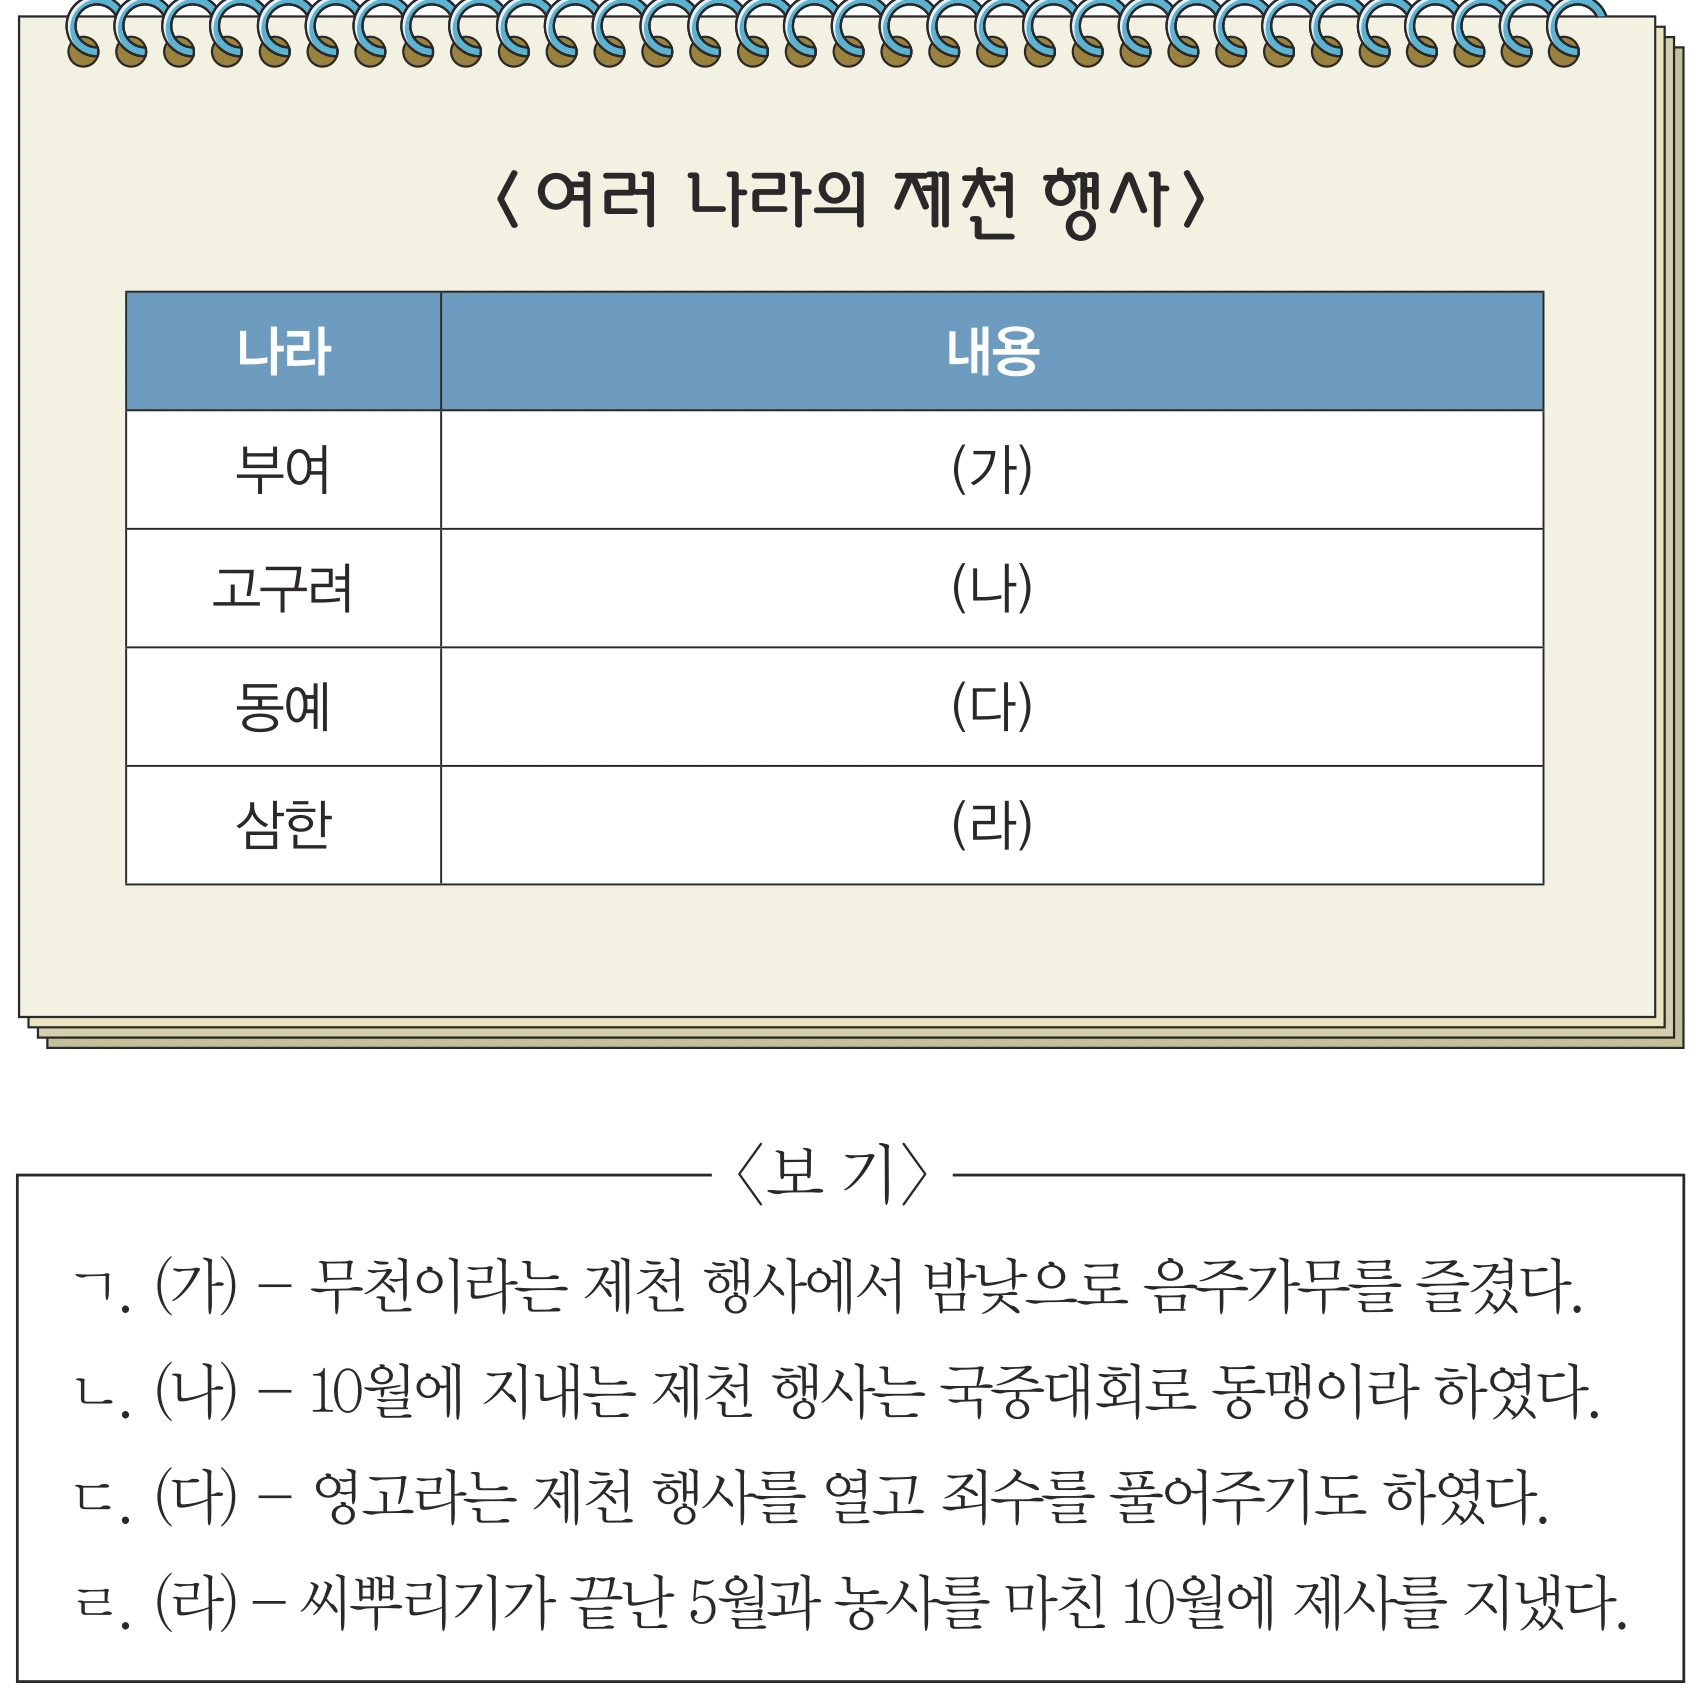 < 여러 나라의 제천 행사 >
나라 내용
부여 (가)
고구려 (나)
동예 (다)
삼한 (라)
<보 기>
ㄱ. (가) - 무천이라는 제천 행사에서 밤낮으로 음주가무를 즐겼다.
ㄴ. (나) - 10월에 지내는 제천 행사는 국중대회로 동맹이라 하였다.
ㄷ. (다) - 영고라는 제천 행사를 열고 죄수를 풀어주기도 하였다.
ㄹ. (라) - 씨뿌리기가 끝난 5월과 농사를 마친 10월에 제사를 지냈다.